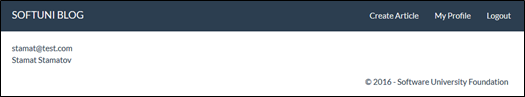 SOFTUNI BLOG Create Article My Profile Logout
stamat@test.com
Stamat Stamatov
© 2016 - Software University Foundation